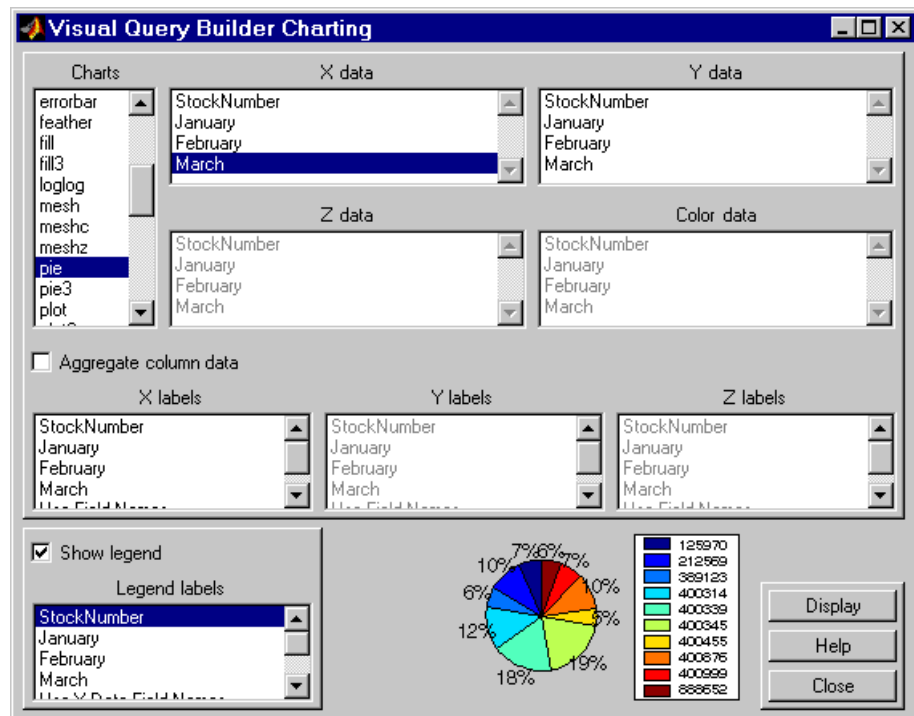 Visual Query Builder Charting
Charts
errorbar
feather
fill
fill3
loglog
mesh
meshc
meshz
pie
pie3
plot
X data
StockNumber
January
February
March
Y data
StockNumber
January
February
March
Z data
StockNumber
January
February
March
Color data
StockNumber
January
February
March
Aggregate column data
X labels
StockNumber
January
February
March
Y labels
StockNumber
January
February
March
Z labels
StockNumber
January
February
March
Show legend
Legend labels
StockNumber
January
February
March
7%
6%
7%
10%
10%
6%
5%
12%
19%
18%
125970
212569
389123
400314
400339
400345
400455
400876
400999
888652
Display
Help
Close